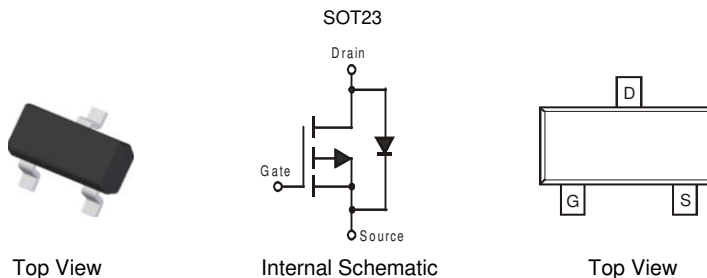 SOT23
Drain
Gate
Source
D
G
S
Top View
Internal Schematic
Top View